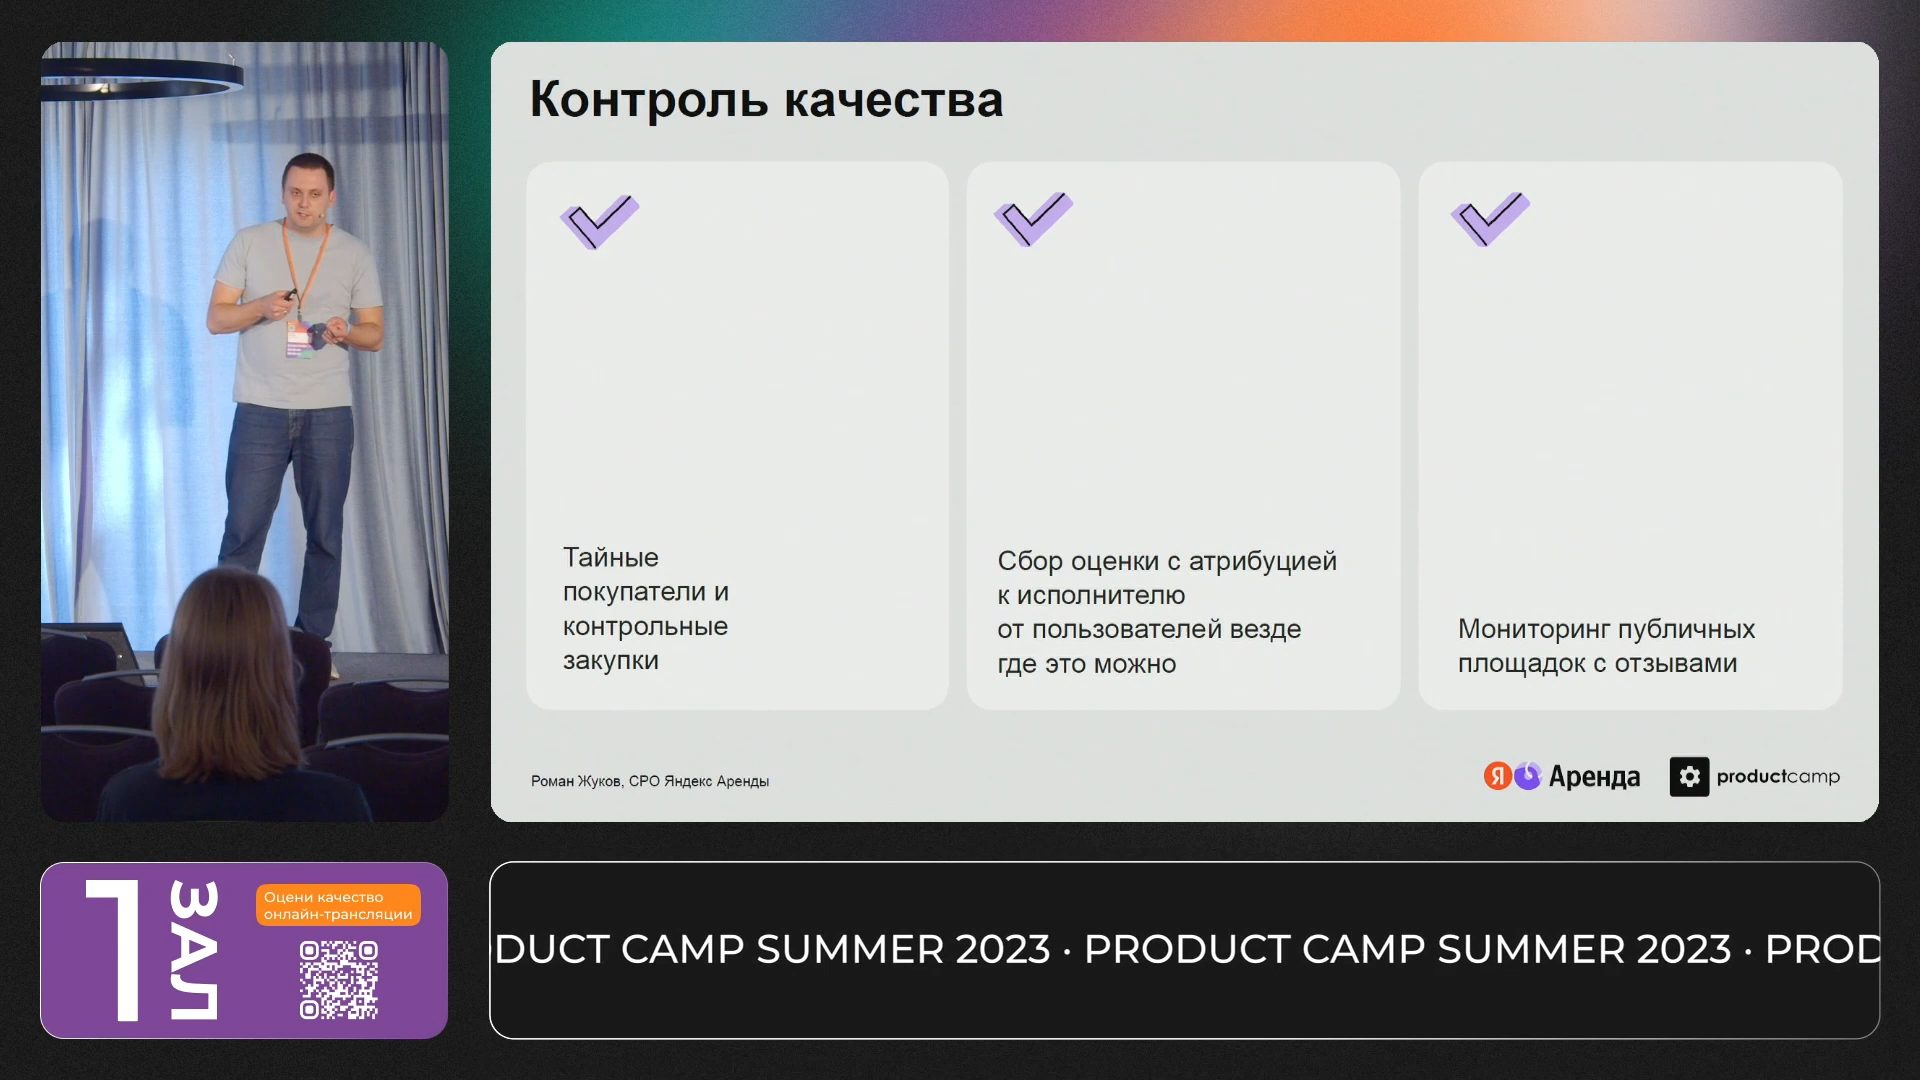 Контроль качества
Тайные
покупатели и
контрольные
закупки
Сбор оценки с атрибуцией
к исполнителю
от пользователей везде
где это можно
Мониторинг публичных
площадок с отзывами
Роман Жуков, CPO Яндекс Аренды
Я Аренда
productcamp
1 ЗАЛ
Оцени качество
онлайн-трансляции
DUCT CAMP SUMMER 2023 · PRODUCT CAMP SUMMER 2023 · PROD